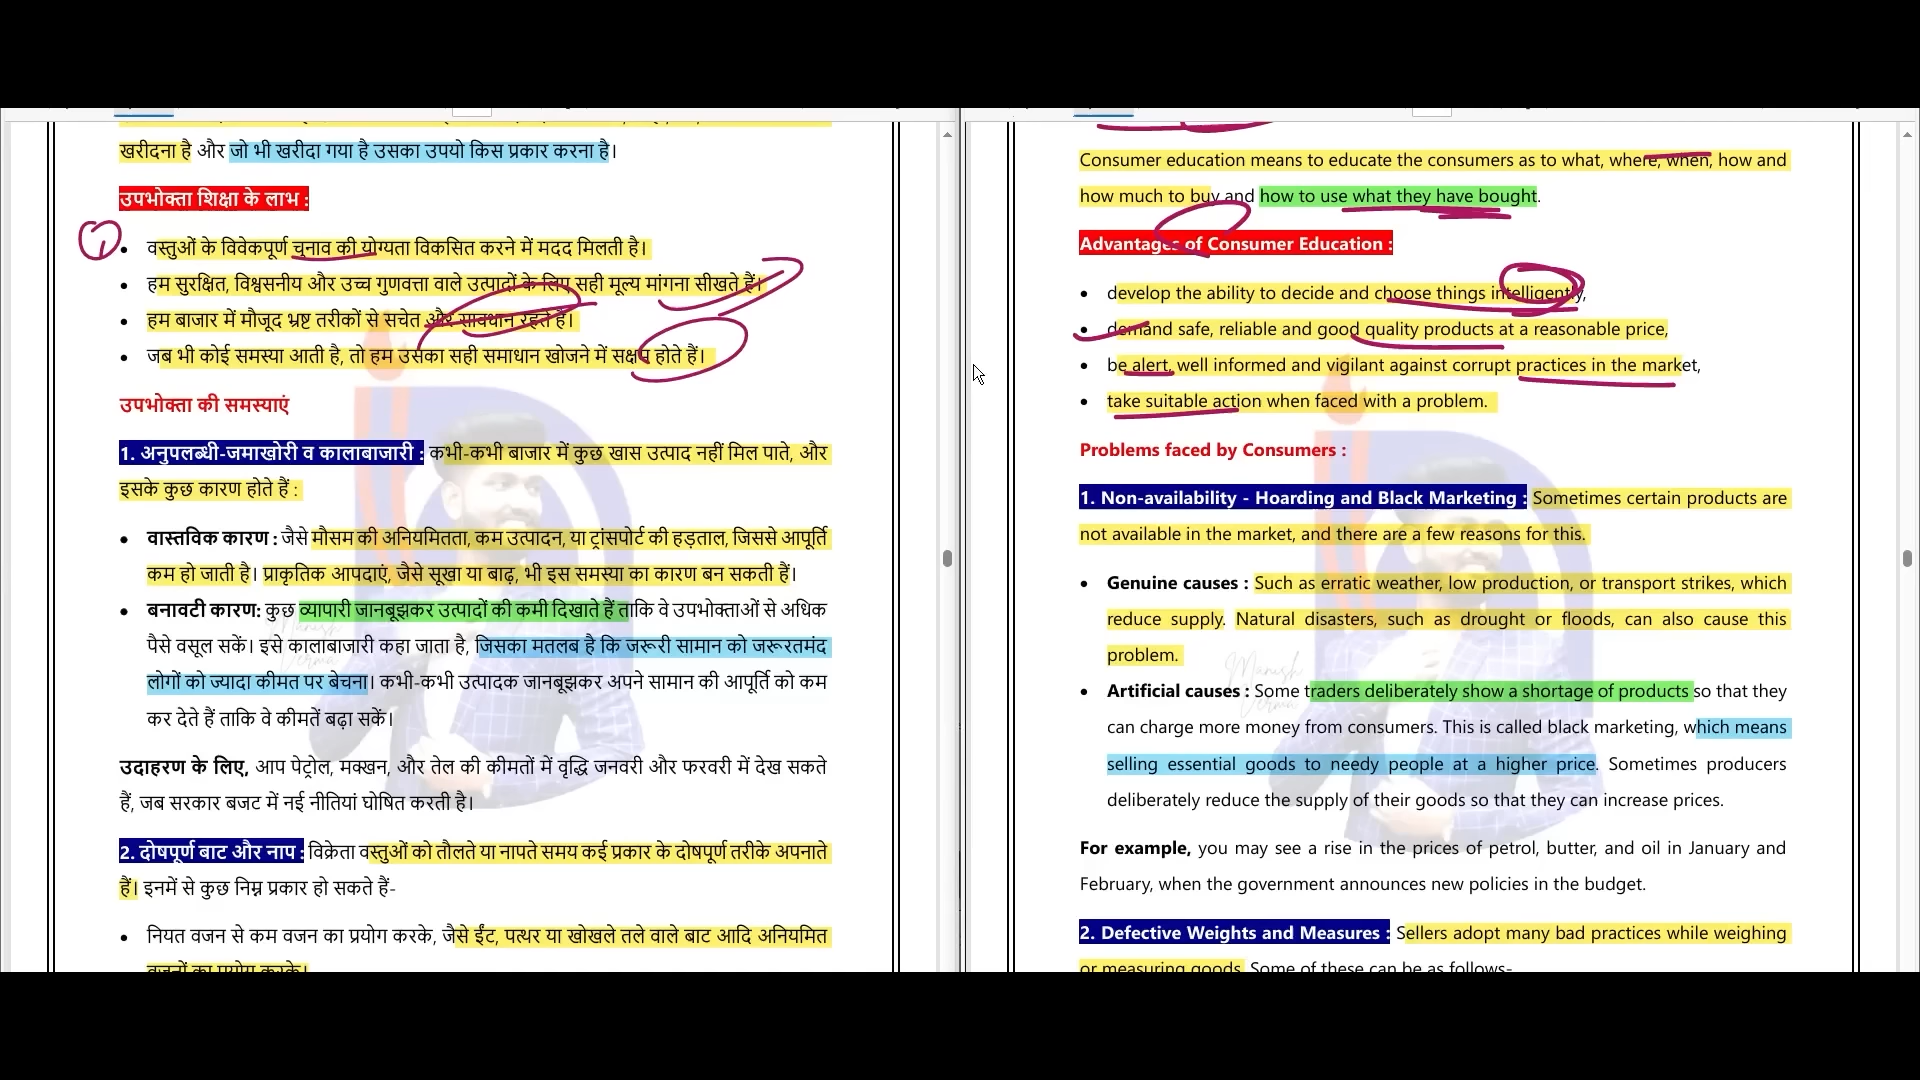 खरीदना है और जो भी खरीदा गया है उसका उपयो किस प्रकार करना है।
उपभोक्ता शिक्षा के लाभ :
1
• वस्तुओं के विवेकपूर्ण चुनाव की योग्यता विकसित करने में मदद मिलती है।
• हम सुरक्षित, विश्वसनीय और उच्च गुणवत्ता वाले उत्पादों के लिए सही मूल्य मांगना सीखते हैं।
• हम बाजार में मौजूद भ्रष्ट तरीकों से सचेत और सावधान रहते हैं।
• जब भी कोई समस्या आती है, तो हम उसका सही समाधान खोजने में सक्षम होते हैं।
उपभोक्ता की समस्याएं
1. अनुपलब्धी-जमाखोरी व कालाबाजारी : कभी-कभी बाजार में कुछ खास उत्पाद नहीं मिल पाते, और
इसके कुछ कारण होते हैं :
• वास्तविक कारण : जैसे मौसम की अनियमितता, कम उत्पादन, या ट्रांसपोर्ट की हड़ताल, जिससे आपूर्ति
कम हो जाती है। प्राकृतिक आपदाएं, जैसे सूखा या बाढ़, भी इस समस्या का कारण बन सकती हैं।
• बनावटी कारण: कुछ व्यापारी जानबूझकर उत्पादों की कमी दिखाते हैं ताकि वे उपभोक्ताओं से अधिक
पैसे वसूल सकें। इसे कालाबाजारी कहा जाता है, जिसका मतलब है कि जरूरी सामान को जरूरतमंद
लोगों को ज्यादा कीमत पर बेचना। कभी-कभी उत्पादक जानबूझकर अपने सामान की आपूर्ति को कम
कर देते हैं ताकि वे कीमतें बढ़ा सकें।
उदाहरण के लिए, आप पेट्रोल, मक्खन, और तेल की कीमतों में वृद्धि जनवरी और फरवरी में देख सकते
हैं, जब सरकार बजट में नई नीतियां घोषित करती है।
2. दोषपूर्ण बाट और नाप : विक्रेता वस्तुओं को तौलते या नापते समय कई प्रकार के दोषपूर्ण तरीके अपनाते
हैं। इनमें से कुछ निम्न प्रकार हो सकते हैं-
• नियत वजन से कम वजन का प्रयोग करके, जैसे ईंट, पत्थर या खोखले तले वाले बाट आदि अनियमित
वजनों का प्रयोग करके।
Manish
Verma
Consumer education means to educate the consumers as to what, where, when, how and
how much to buy and how to use what they have bought.
Advantages of Consumer Education :
• develop the ability to decide and choose things intelligently,
• demand safe, reliable and good quality products at a reasonable price,
• be alert, well informed and vigilant against corrupt practices in the market,
• take suitable action when faced with a problem.
Problems faced by Consumers :
1. Non-availability - Hoarding and Black Marketing : Sometimes certain products are
not available in the market, and there are a few reasons for this.
• Genuine causes : Such as erratic weather, low production, or transport strikes, which
reduce supply. Natural disasters, such as drought or floods, can also cause this
problem.
• Artificial causes : Some traders deliberately show a shortage of products so that they
can charge more money from consumers. This is called black marketing, which means
selling essential goods to needy people at a higher price. Sometimes producers
deliberately reduce the supply of their goods so that they can increase prices.
For example, you may see a rise in the prices of petrol, butter, and oil in January and
February, when the government announces new policies in the budget.
2. Defective Weights and Measures : Sellers adopt many bad practices while weighing
or measuring goods. Some of these can be as follows-
Manish
Verma